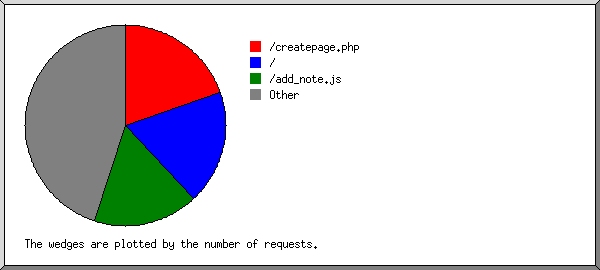 /createpage.php
/
/add_note.js
Other
The wedges are plotted by the number of requests.